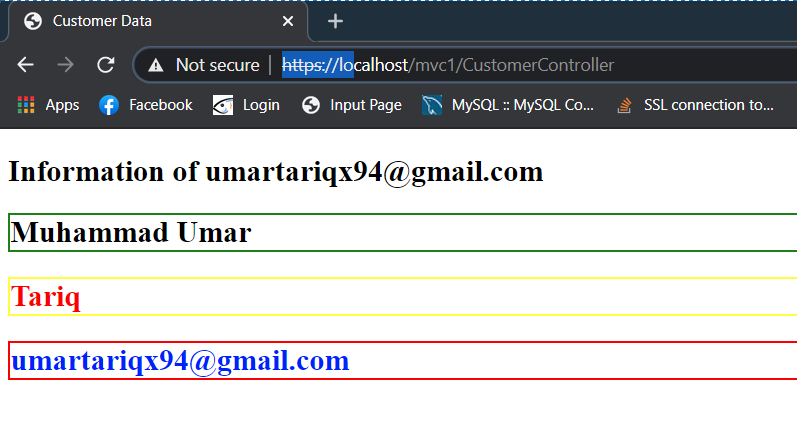 Customer Data
Not secure | https://localhost/mvc1/CustomerController
Apps Facebook Login Input Page MySQL :: MySQL Co... SSL connection to...
Information of umartariqx94@gmail.com
Muhammad Umar
Tariq
umartariqx94@gmail.com